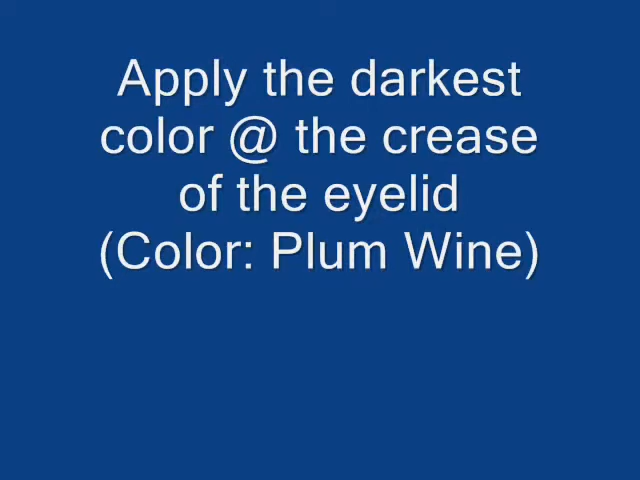 Apply the darkest
color @ the crease
of the eyelid
(Color: Plum Wine)